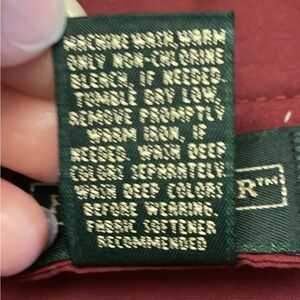 MACHINE WASH, WARM
ONLY NON-CHLORINE
BLEACH, IF NEEDED.
TUMBLE DRY LOW,
REMOVE PROMPTLY
WARM IRON, IF
NEEDED. WASH DEEP
COLORS SEPARATELY.
WASH DEEP COLORS
BEFORE WEARING.
FABRIC SOFTENER
RECOMMENDED
R™